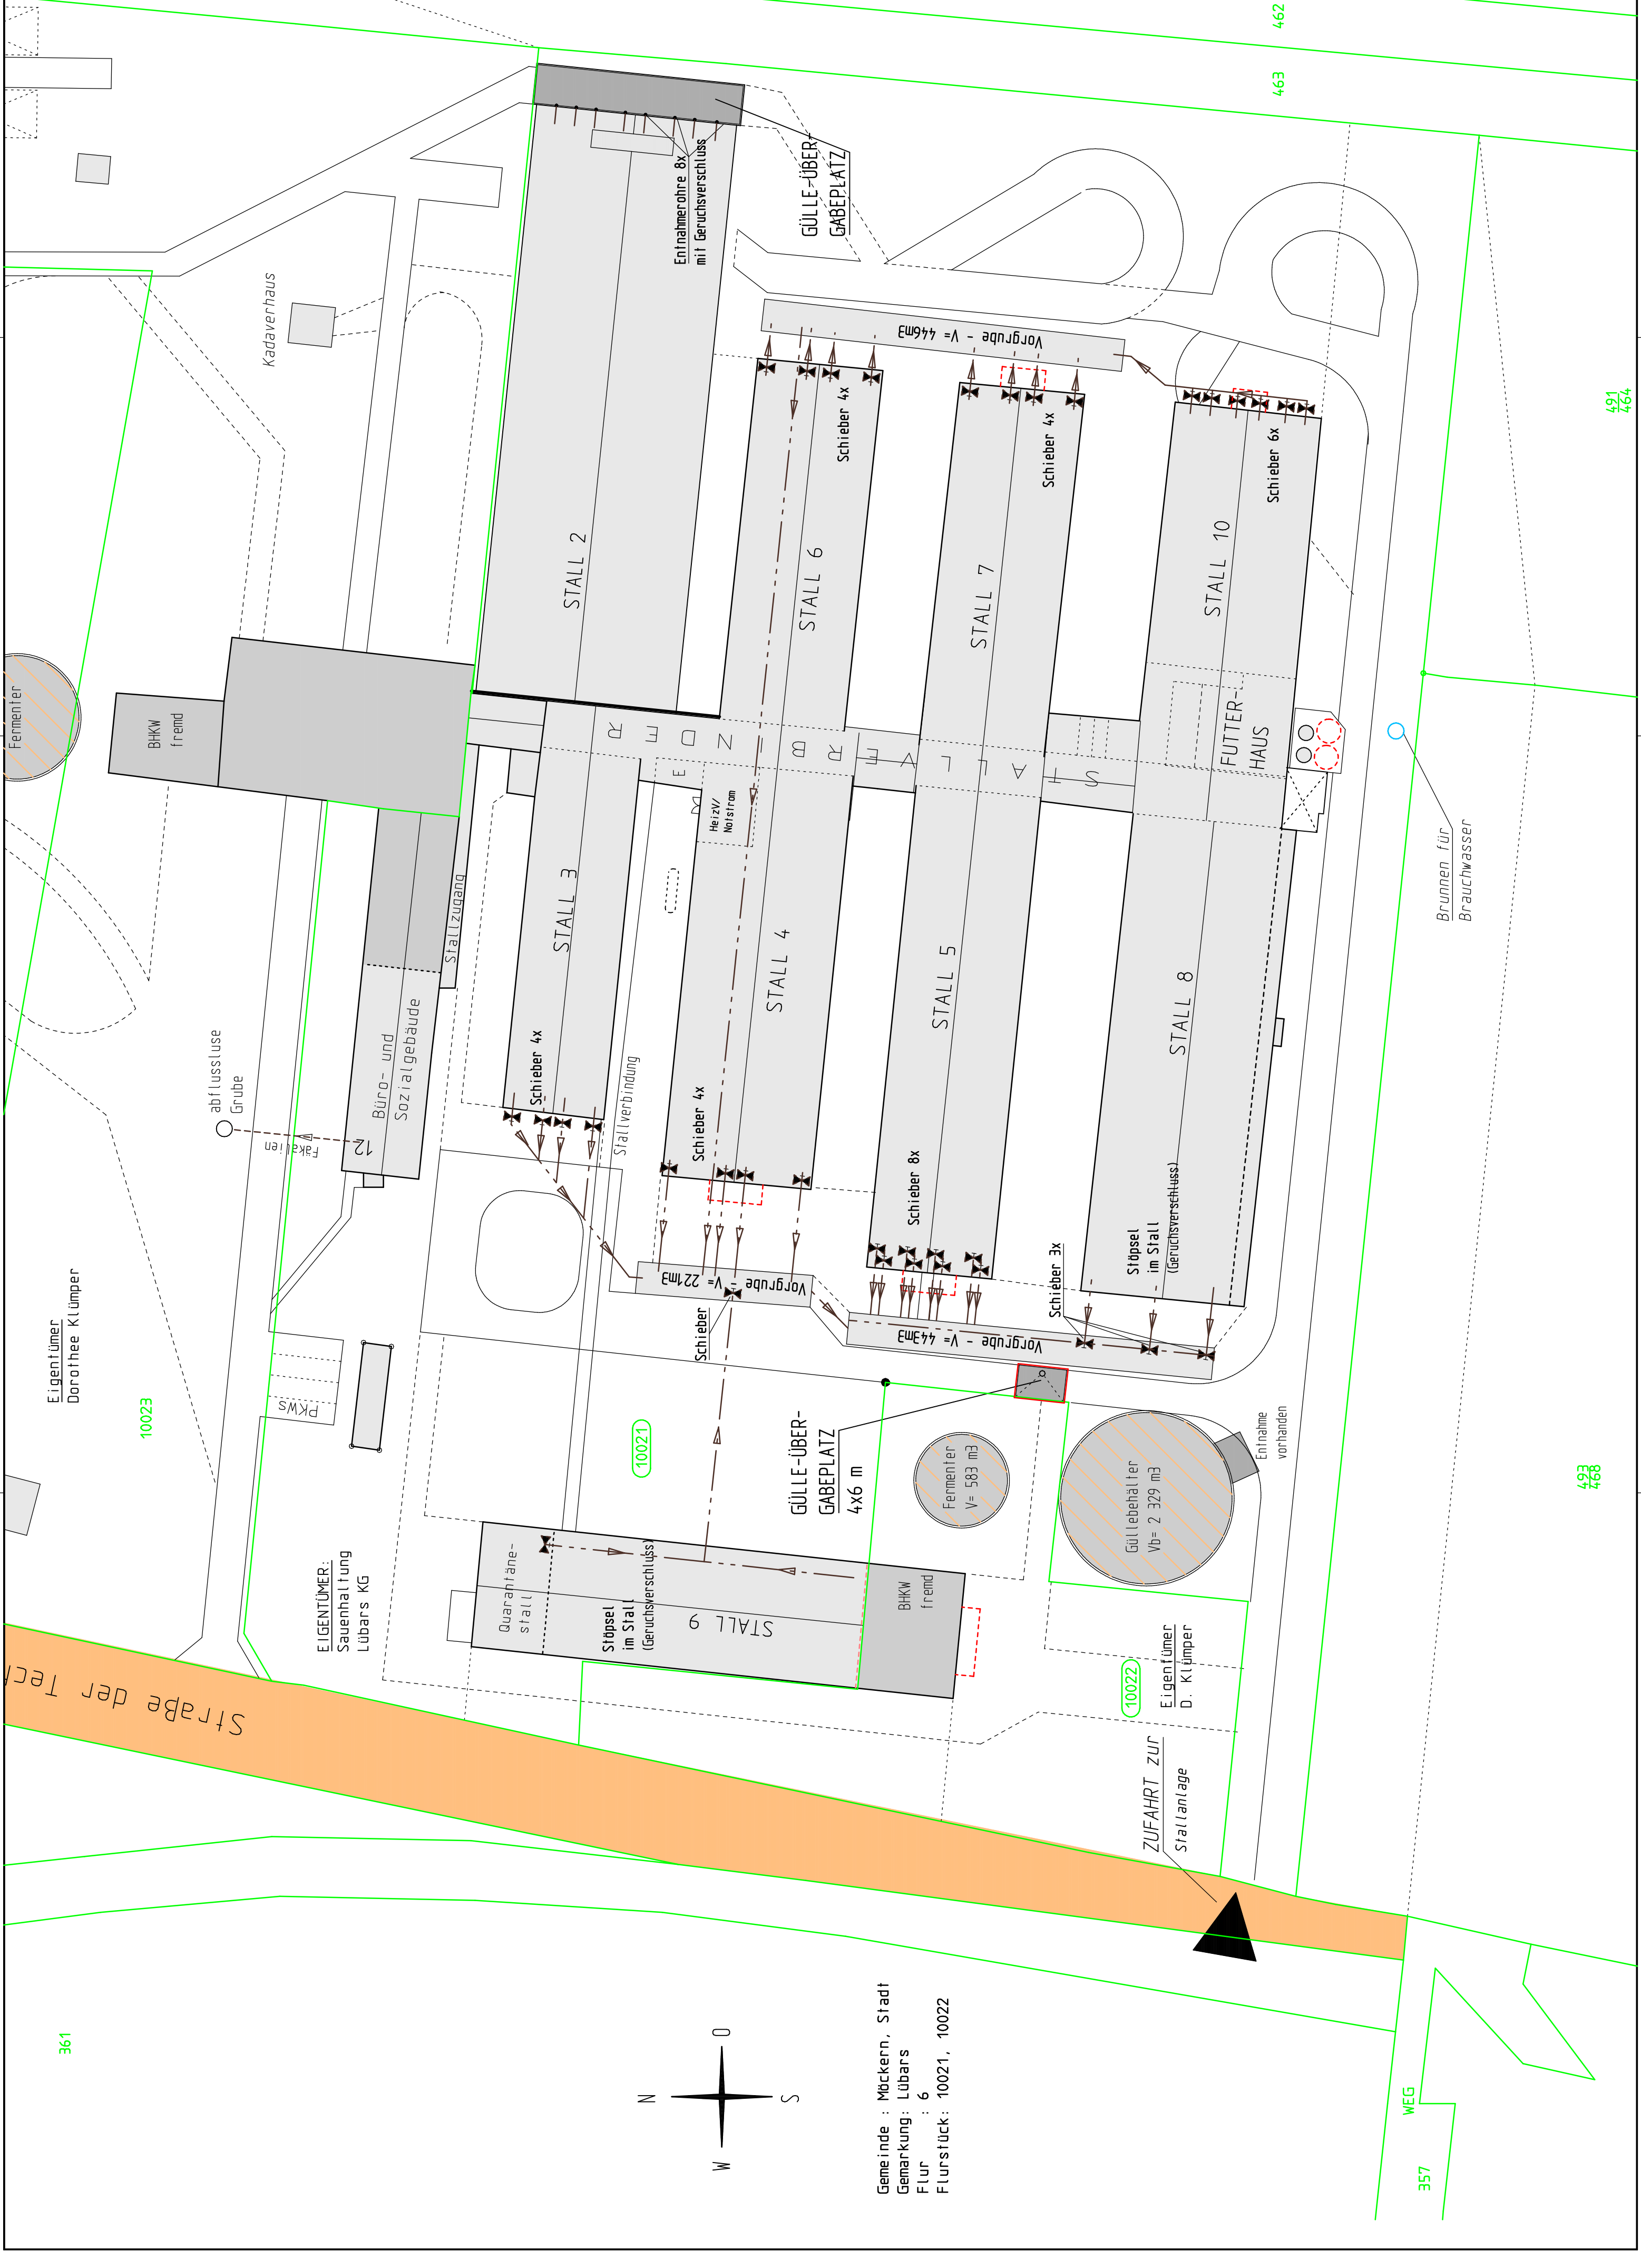 462
463
491
464
493
468
361
357
WEG
10023
10021
10022
Fermenter
BHKW
fremd
Kadaverhaus
Entnahmerohre 8x
mit Geruchsverschluss
GÜLLE-ÜBER-
GABEPLATZ
STALL 2
Vorgrube - V= 446m3
Schieber 4x
STALL 6
Schieber 4x
STALL 7
Schieber 6x
STALL 10
FUTTER-
HAUS
STALLVERBINDER
HeizV/
Notstrom
Stallzugang
STALL 3
Schieber 4x
STALL 4
Schieber 4x
STALL 5
Schieber 8x
STALL 8
Stöpsel
im Stall
(Geruchsverschluss)
Schieber 3x
Brunnen für
Brauchwasser
abflussluse
Grube
Fäkalien
12
Büro- und
Sozialgebäude
Stallverbindung
Eigentümer
Dorothee Klümper
PKWs
Vorgrube - V= 221m3
Schieber
Vorgrube - V= 443m3
GÜLLE-ÜBER-
GABEPLATZ
4x6 m
Fermenter
V= 583 m3
Güllebehälter
Vb= 2 329 m3
Entnahme
vorhanden
EIGENTÜMER:
Sauenhaltung
Lübars KG
Quarantäne-
stall
Stöpsel
im Stall
(Geruchsverschluss)
STALL 9
BHKW
fremd
Eigentümer
D. Klümper
Straße der
ZUFAHRT zur
Stallanlage
N
O
S
W
Gemeinde : Möckern, Stadt
Gemarkung: Lübars
Flur : 6
Flurstück: 10021, 10022